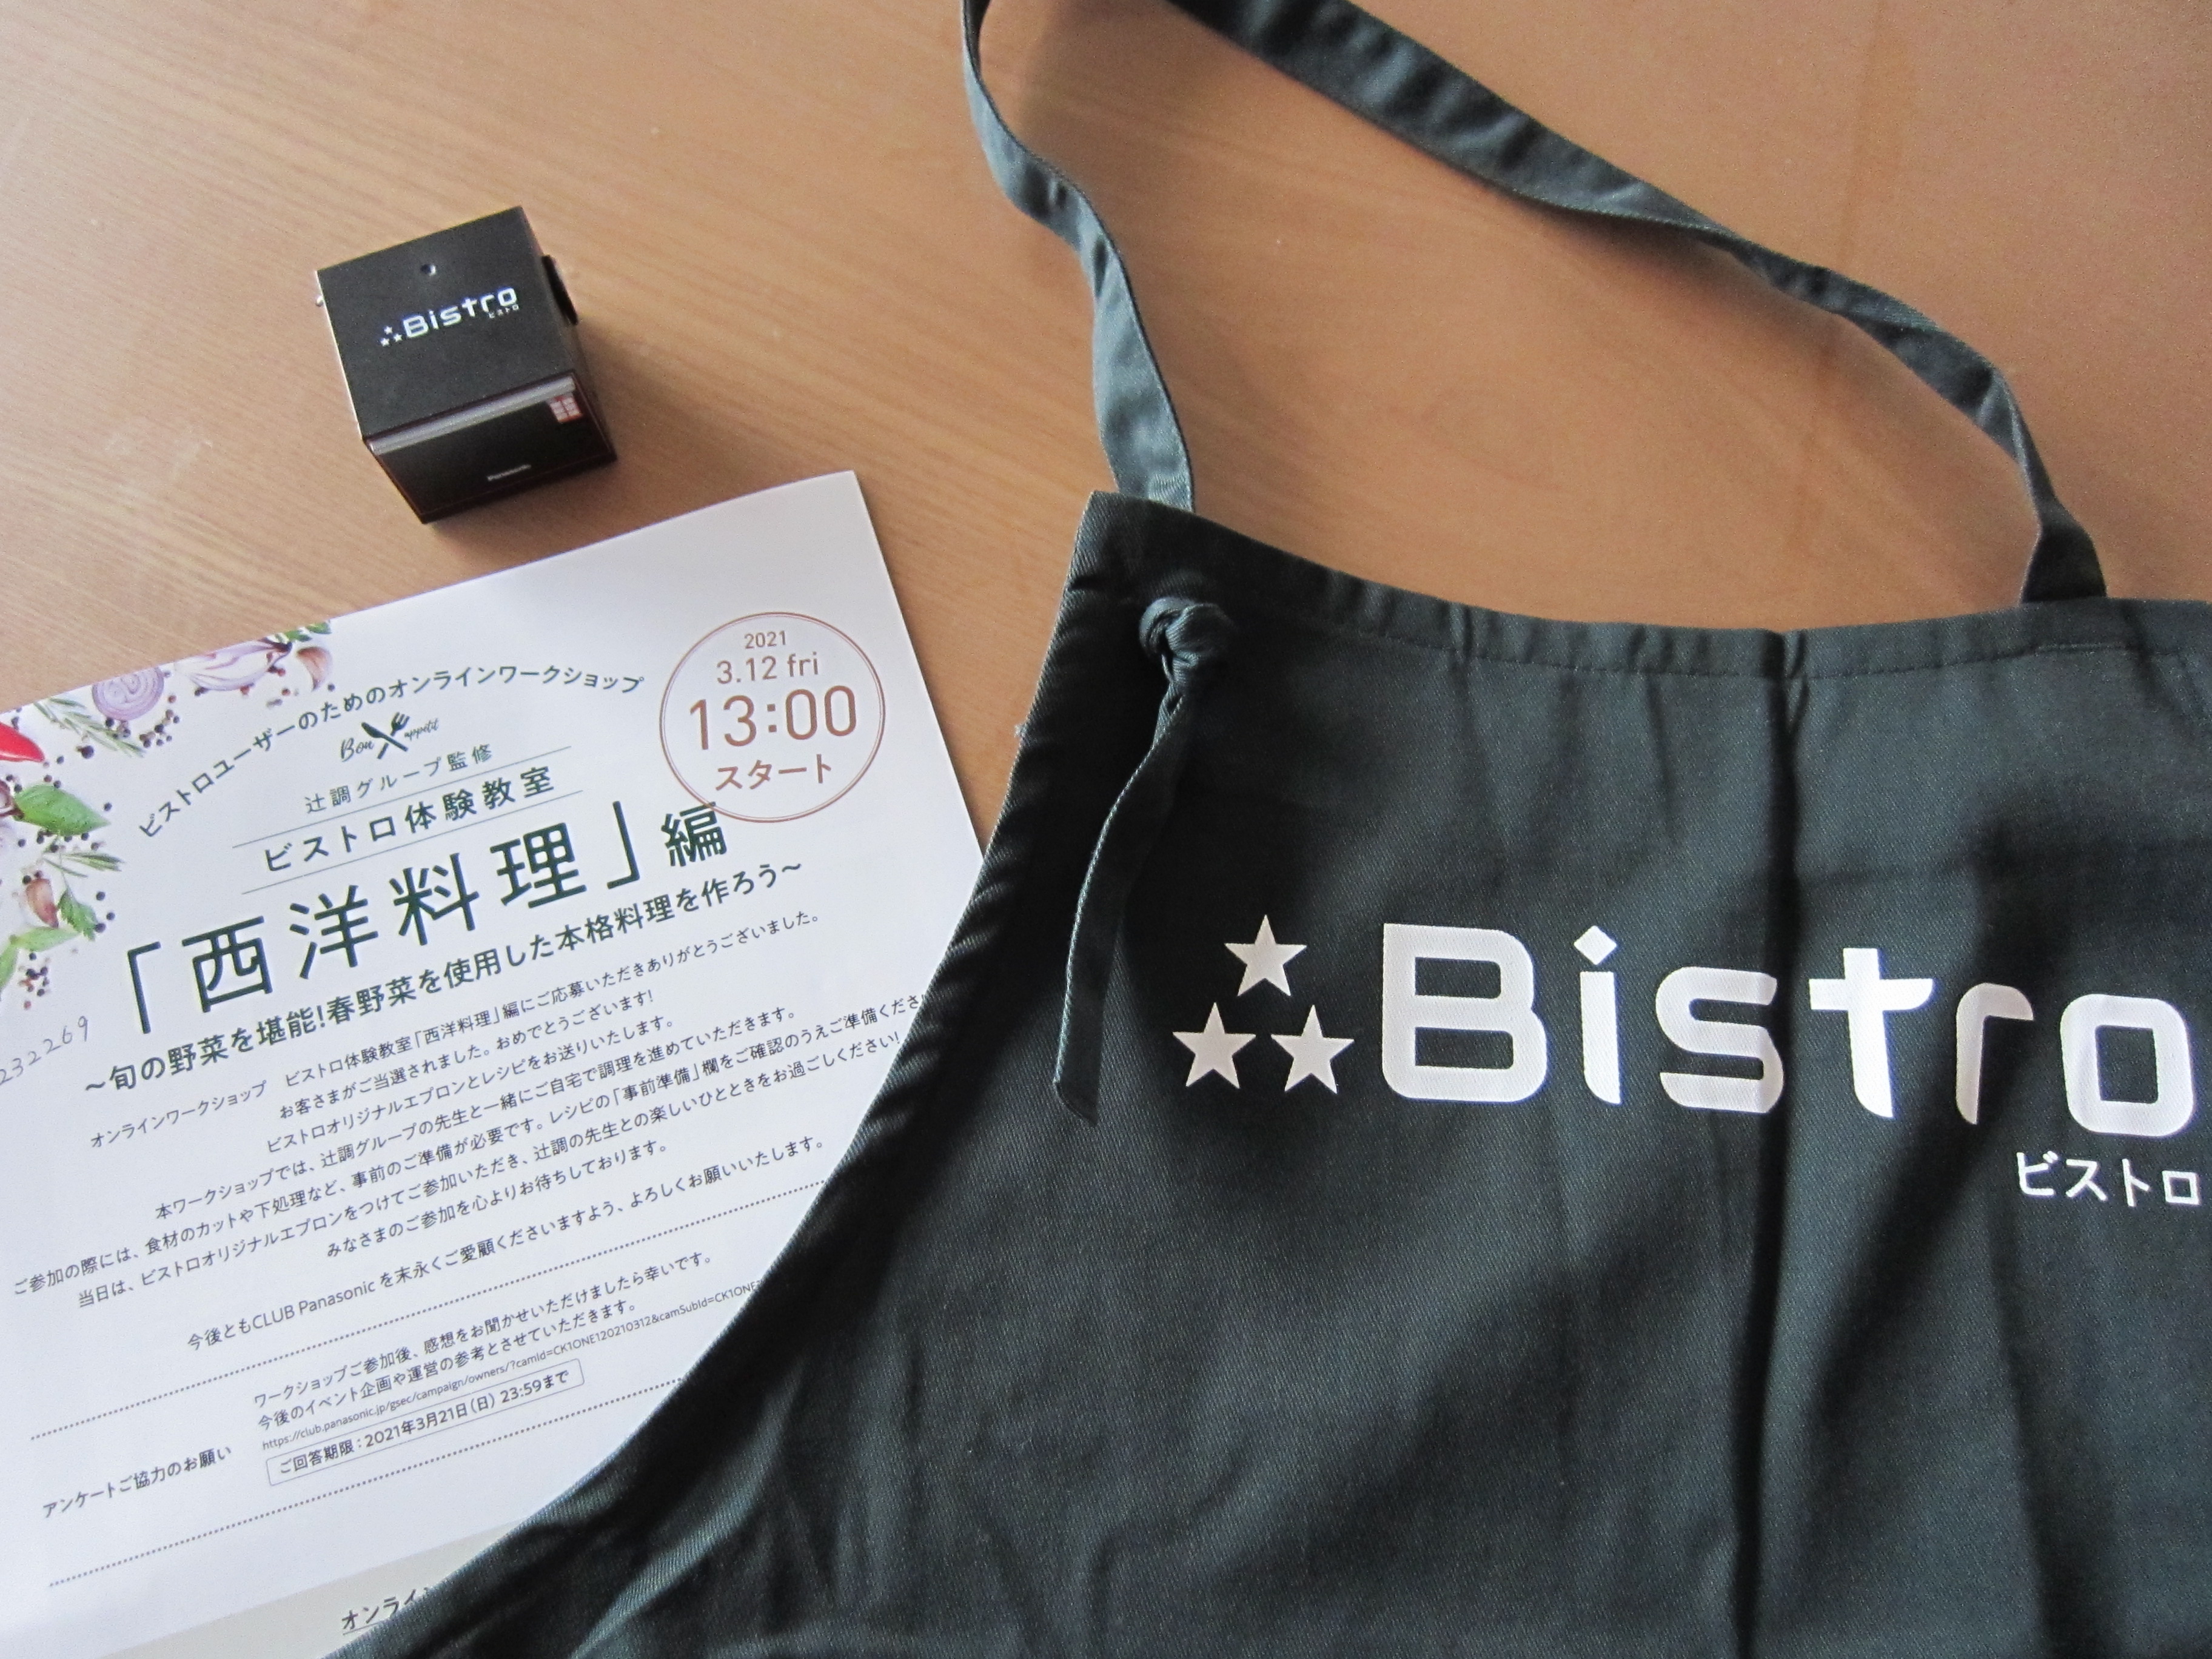 Bistro
ビストロ
Panasonic
2021
3.12 fri
13:00
スタート
ビストロユーザーのためのオンラインワークショップ
Bon appétit
辻調グループ監修
ビストロ体験教室
「西洋料理」編
～旬の野菜を堪能!春野菜を使用した本格料理を作ろう～
232269
オンラインワークショップ ビストロ体験教室「西洋料理」編にご応募いただきありがとうございました。
お客さまがご当選されました。おめでとうございます!
ビストロオリジナルエプロンとレシピをお送りいたします。
本ワークショップでは、辻調グループの先生と一緒にご自宅で調理を進めていただきます。
ご参加の際には、食材のカットや下処理など、事前のご準備が必要です。レシピの「事前準備」欄をご確認のうえご準備くださ
当日は、ビストロオリジナルエプロンをつけてご参加いただき、辻調の先生との楽しいひとときをお過ごしください!
みなさまのご参加を心よりお待ちしております。
今後ともCLUB Panasonicを末永くご愛顧くださいますよう、よろしくお願いいたします。
アンケートご協力のお願い
ワークショップご参加後、感想をお聞かせいただけましたら幸いです。
今後のイベント企画や運営の参考とさせていただきます。
https://club.panasonic.jp/gsec/campaign/owners/?camId=CK1ONE120210312&camSubId=CK1ONE
ご回答期限:2021年3月21日(日)23:59まで
オンライ
Bistro
ビストロ